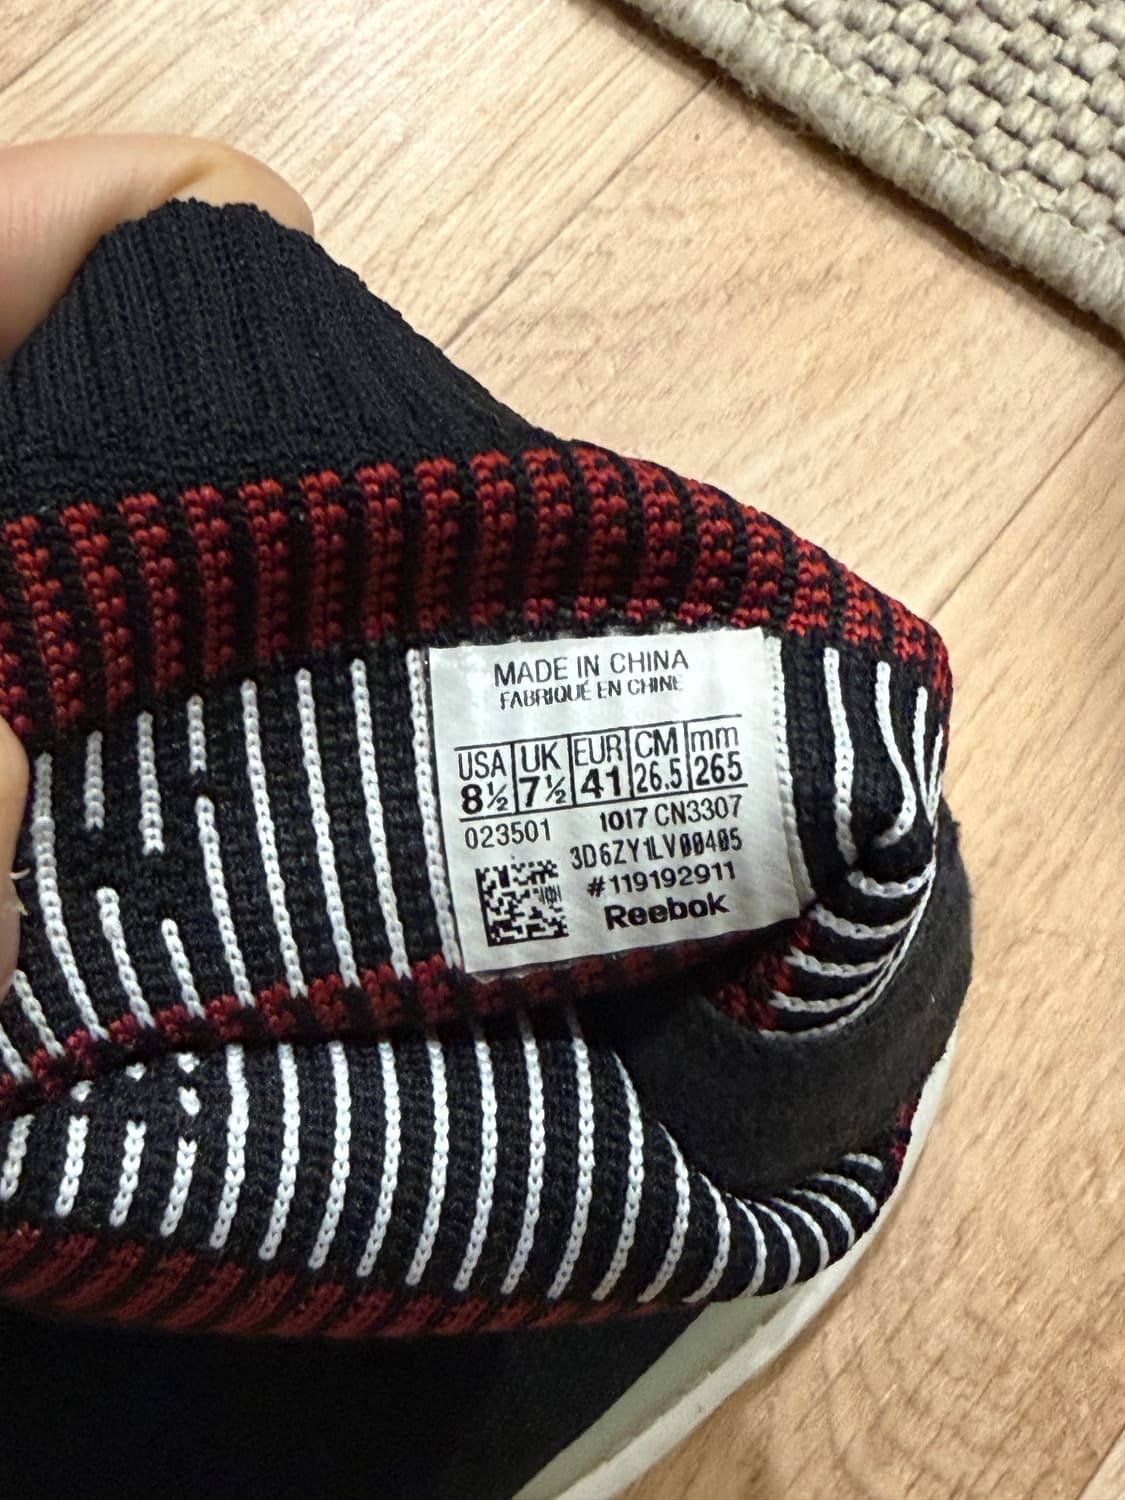 MADE IN CHINA
FABRIQUÉ EN CHINE
USA UK EUR CM mm
8½ 7½ 41 26.5 265
023501 1017 CN3307
3D6ZY1LV00405
#119192911
Reebok